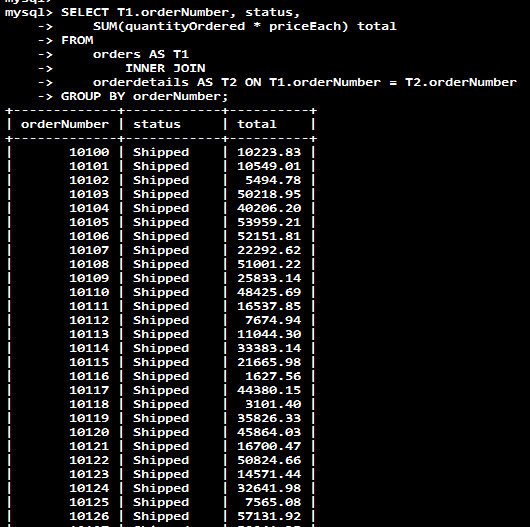 mysql>
mysql> SELECT T1.orderNumber, status,
    ->       SUM(quantityOrdered * priceEach) total
    -> FROM
    ->     orders AS T1
    ->         INNER JOIN
    ->     orderdetails AS T2 ON T1.orderNumber = T2.orderNumber
    -> GROUP BY orderNumber;
+-------------+----------+----------+
| orderNumber | status   | total    |
+-------------+----------+----------+
|       10100 | Shipped  | 10223.83 |
|       10101 | Shipped  | 10549.01 |
|       10102 | Shipped  |  5494.78 |
|       10103 | Shipped  | 50218.95 |
|       10104 | Shipped  | 40206.20 |
|       10105 | Shipped  | 53959.21 |
|       10106 | Shipped  | 52151.81 |
|       10107 | Shipped  | 22292.62 |
|       10108 | Shipped  | 51001.22 |
|       10109 | Shipped  | 25833.14 |
|       10110 | Shipped  | 48425.69 |
|       10111 | Shipped  | 16537.85 |
|       10112 | Shipped  |  7674.94 |
|       10113 | Shipped  | 11044.30 |
|       10114 | Shipped  | 33383.14 |
|       10115 | Shipped  | 21665.98 |
|       10116 | Shipped  |  1627.56 |
|       10117 | Shipped  | 44380.15 |
|       10118 | Shipped  |  3101.40 |
|       10119 | Shipped  | 35826.33 |
|       10120 | Shipped  | 45864.03 |
|       10121 | Shipped  | 16700.47 |
|       10122 | Shipped  | 50824.66 |
|       10123 | Shipped  | 14571.44 |
|       10124 | Shipped  | 32641.98 |
|       10125 | Shipped  |  7565.08 |
|       10126 | Shipped  | 57131.92 |